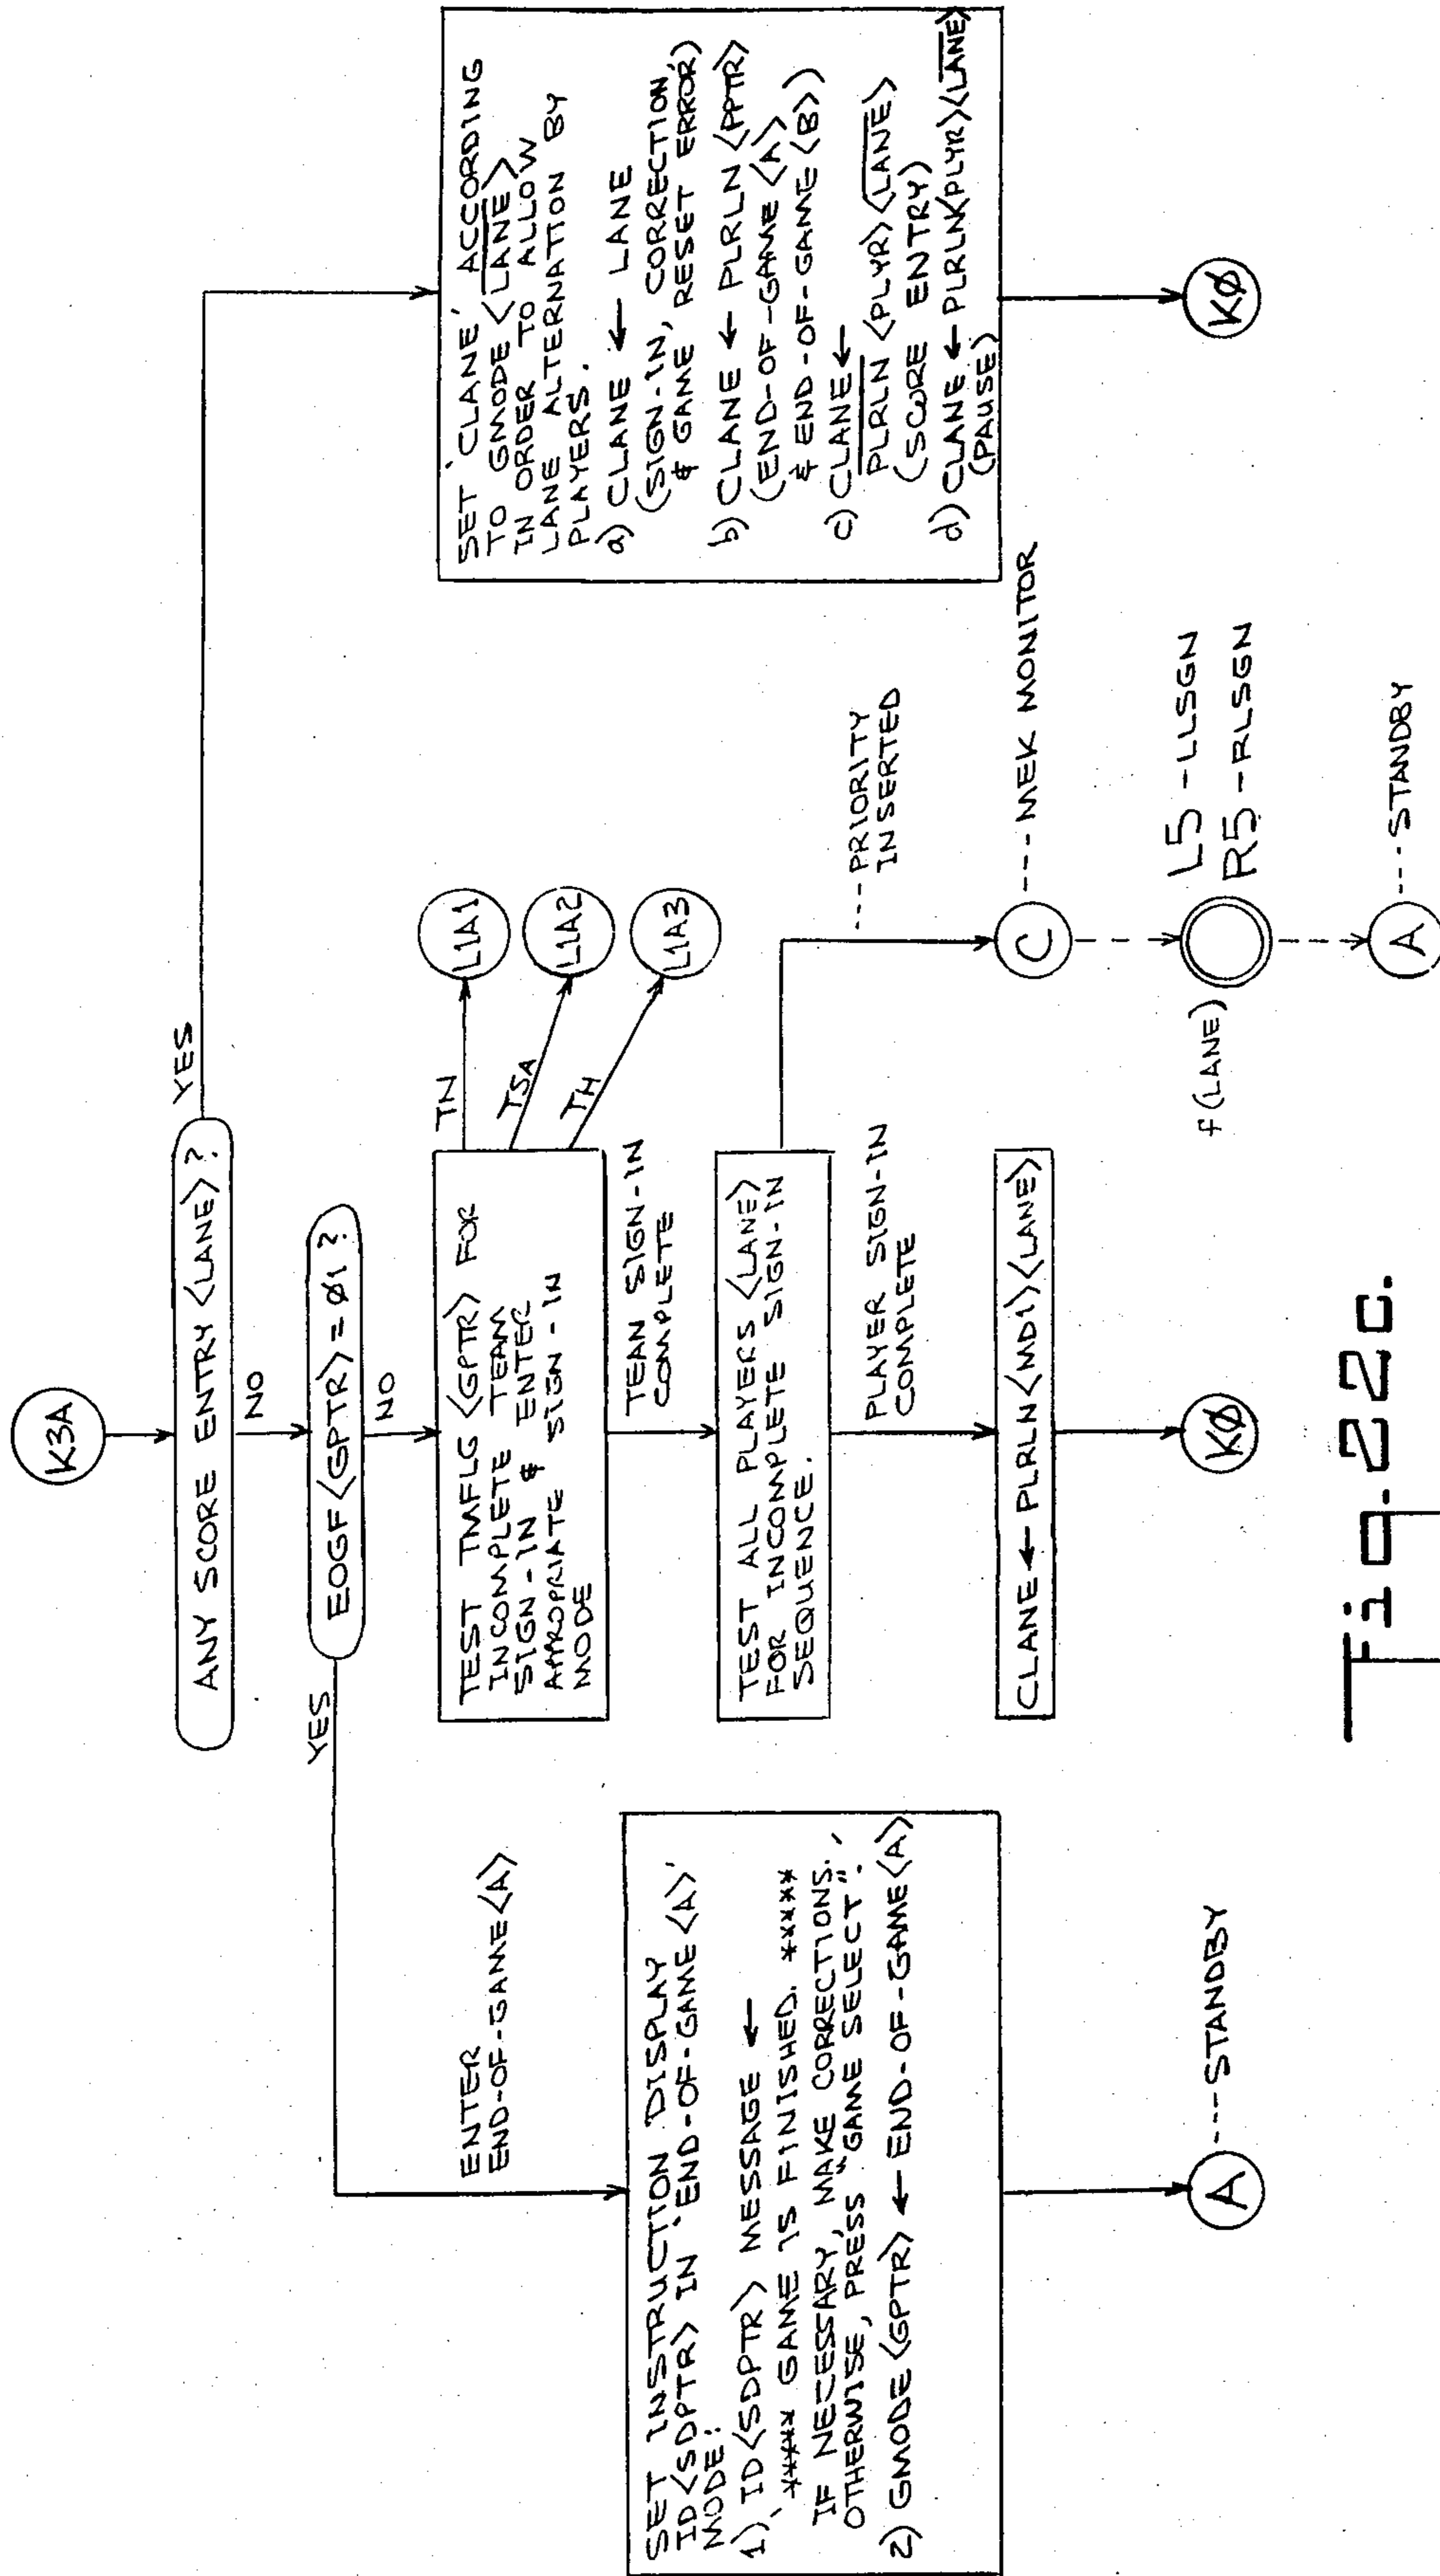 K3A
ANY SCORE ENTRY <LANE> ?
YES
NO
EOGF <GPTR> = Ø1 ?
YES
NO
ENTER
END-OF-GAME <A>
SET INSTRUCTION DISPLAY
ID <SDPTR> IN 'END-OF-GAME <A>'
MODE:
1) ID <SDPTR> MESSAGE ←
'***** GAME IS FINISHED. *****
IF NECESSARY, MAKE CORRECTIONS.
OTHERWISE, PRESS "GAME SELECT".'
2) GMODE <GPTR> ← END-OF-GAME <A>
A
---STANDBY
TEST TMFLG <GPTR> FOR
INCOMPLETE TEAM
SIGN-IN & ENTER
APPROPRIATE SIGN-IN
MODE
TN
TSA
TH
L1A1
L1A2
L1A3
TEAN SIGN-IN
COMPLETE
TEST ALL PLAYERS <LANE>
FOR INCOMPLETE SIGN-IN
SEQUENCE.
---PRIORITY
INSERTED
PLAYER SIGN-IN
COMPLETE
C
---MEK MONITOR
CLANE ← PLRLN <MD1> <LANE>
f (LANE)
L5 - LLSGN
R5 - RLSGN
KØ
A
---STANDBY
SET 'CLANE' ACCORDING
TO GMODE <L̅A̅N̅E̅>
IN ORDER TO ALLOW
LANE ALTERNATION BY
PLAYERS.
a) CLANE ← LANE
(SIGN-IN, CORRECTION,
& GAME RESET ERROR)
b) CLANE ← PLRLN <PPTR>
(END-OF-GAME <A>
& END-OF-GAME <B>)
c) CLANE ←
P̅L̅R̅L̅N̅ <PLYR> <L̅A̅N̅E̅>
(SCORE ENTRY)
d) CLANE ← PLRLN <PLYR> <L̅A̅N̅E̅>
(PAUSE)
KØ
Fig. 22c.